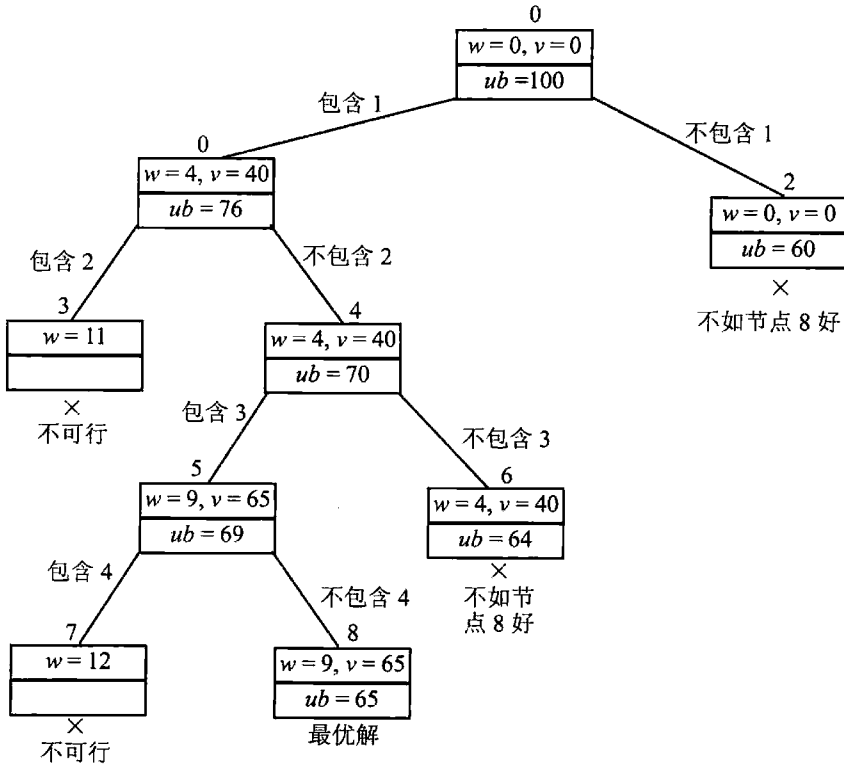 0
w = 0, v = 0
ub =100
包含 1
不包含 1
0
w = 4, v = 40
ub = 76
2
w = 0, v = 0
ub = 60
×
不如节点 8 好
包含 2
不包含 2
3
w = 11
×
不可行
4
w = 4, v = 40
ub = 70
包含 3
不包含 3
5
w = 9, v = 65
ub = 69
6
w = 4, v = 40
ub = 64
×
不如节
点 8 好
包含 4
不包含 4
7
w = 12
×
不可行
8
w = 9, v = 65
ub = 65
最优解